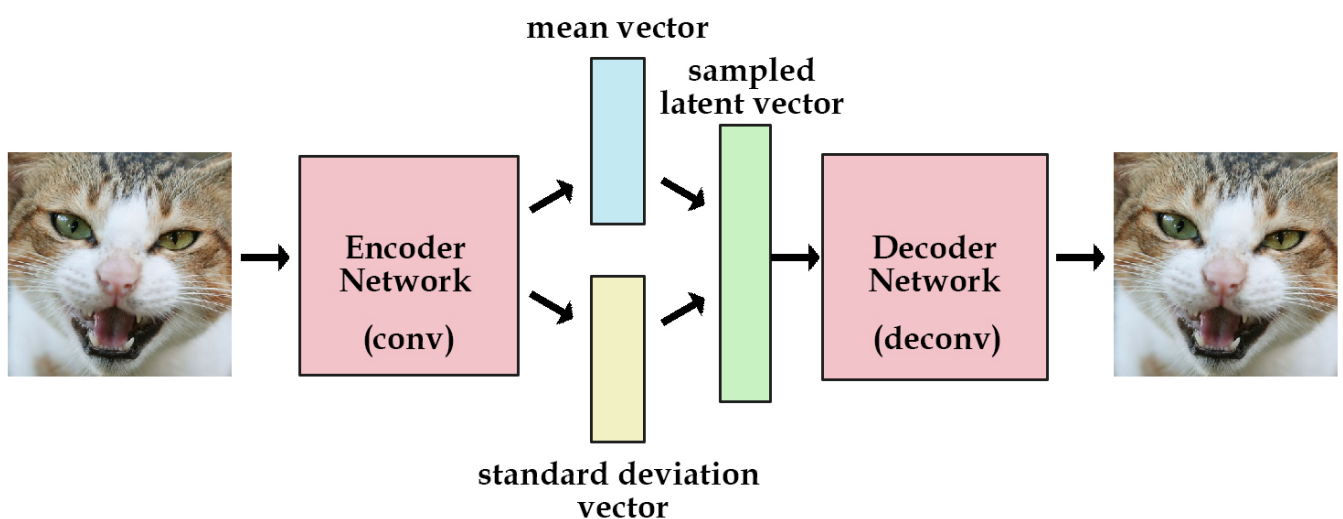 mean vector
sampled
latent vector
Encoder
Network
(conv)
Decoder
Network
(deconv)
standard deviation
vector